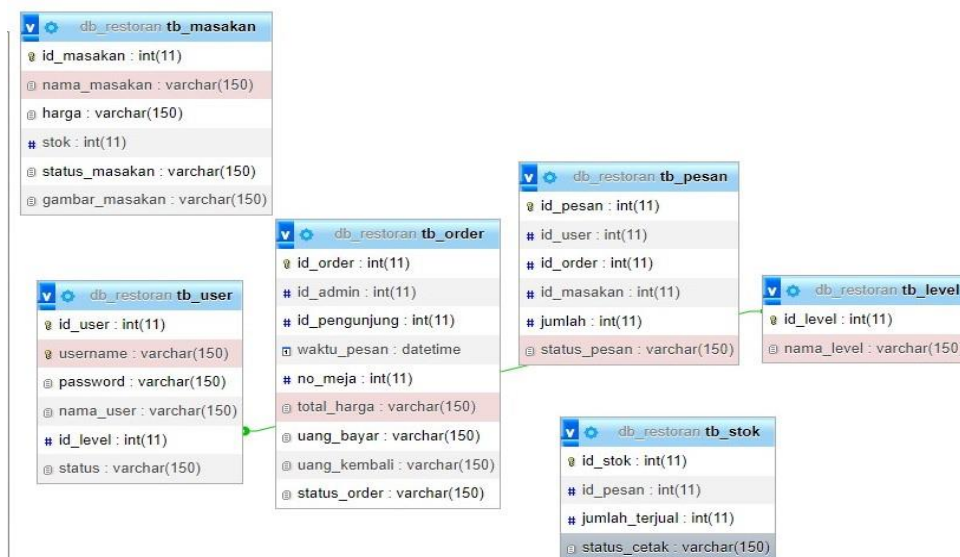 db_restoran tb_masakan
id_masakan : int(11)
nama_masakan : varchar(150)
harga : varchar(150)
# stok : int(11)
status_masakan : varchar(150)
gambar_masakan : varchar(150)
db_restoran tb_user
id_user : int(11)
username : varchar(150)
password : varchar(150)
nama_user : varchar(150)
# id_level : int(11)
status : varchar(150)
db_restoran tb_order
id_order : int(11)
# id_admin : int(11)
# id_pengunjung : int(11)
waktu_pesan : datetime
# no_meja : int(11)
total_harga : varchar(150)
uang_bayar : varchar(150)
uang_kembali : varchar(150)
status_order : varchar(150)
db_restoran tb_pesan
id_pesan : int(11)
# id_user : int(11)
# id_order : int(11)
# id_masakan : int(11)
# jumlah : int(11)
status_pesan : varchar(150)
db_restoran tb_level
id_level : int(11)
nama_level : varchar(150
db_restoran tb_stok
id_stok : int(11)
# id_pesan : int(11)
# jumlah_terjual : int(11)
status_cetak : varchar(150)